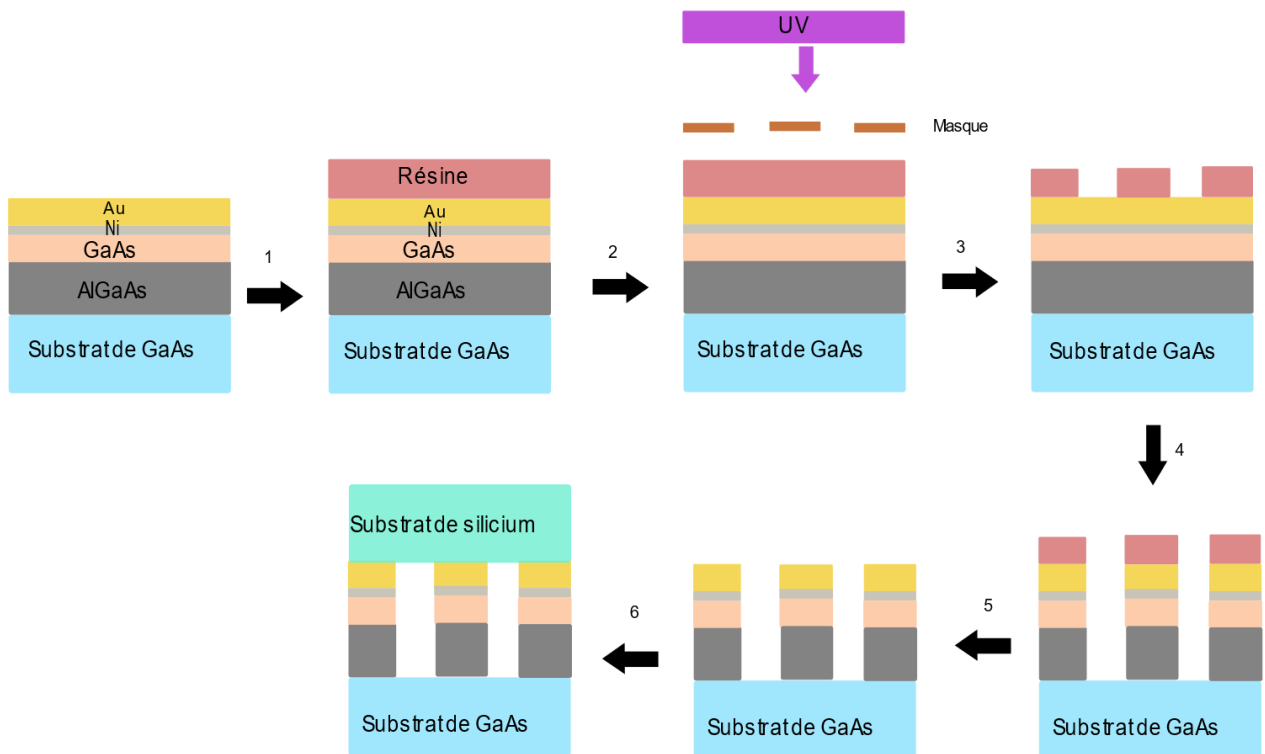 UV
Masque
Au
Ni
GaAs
AlGaAs
Substrat de GaAs
1
Résine
Au
Ni
GaAs
AlGaAs
Substrat de GaAs
2
Substrat de GaAs
3
Substrat de GaAs
4
Substrat de GaAs
5
Substrat de GaAs
6
Substrat de silicium
Substrat de GaAs